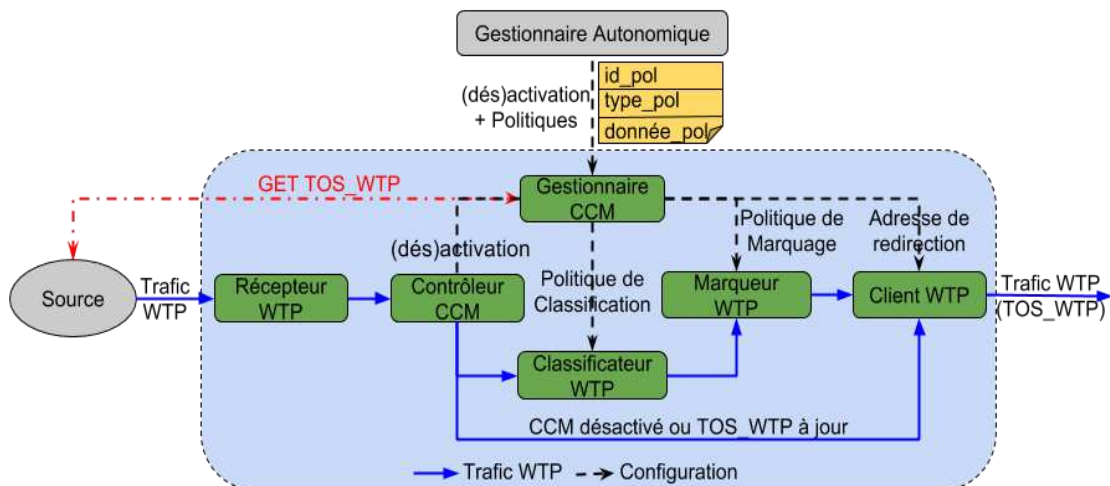 Gestionnaire Autonomique
(dés)activation
+ Politiques
id_pol
type_pol
donnée_pol
GET TOS_WTP
Gestionnaire
CCM
(dés)activation
Politique de
Classification
Politique de
Marquage
Adresse de
redirection
Source
Trafic
WTP
Récepteur
WTP
Contrôleur
CCM
Marqueur
WTP
Client WTP
Trafic WTP
(TOS_WTP)
Classificateur
WTP
CCM désactivé ou TOS_WTP à jour
Trafic WTP
Configuration